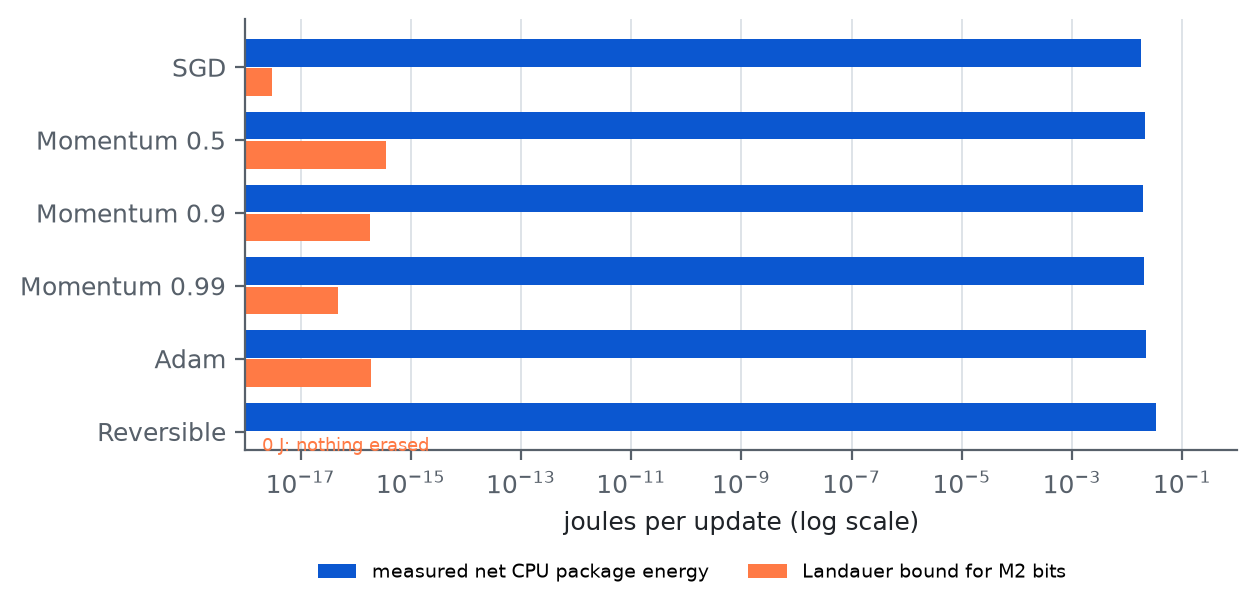 SGD
Momentum 0.5
Momentum 0.9
Momentum 0.99
Adam
Reversible
0 J: nothing erased
10⁻¹⁷ 10⁻¹⁵ 10⁻¹³ 10⁻¹¹ 10⁻⁹ 10⁻⁷ 10⁻⁵ 10⁻³ 10⁻¹
joules per update (log scale)
measured net CPU package energy Landauer bound for M2 bits